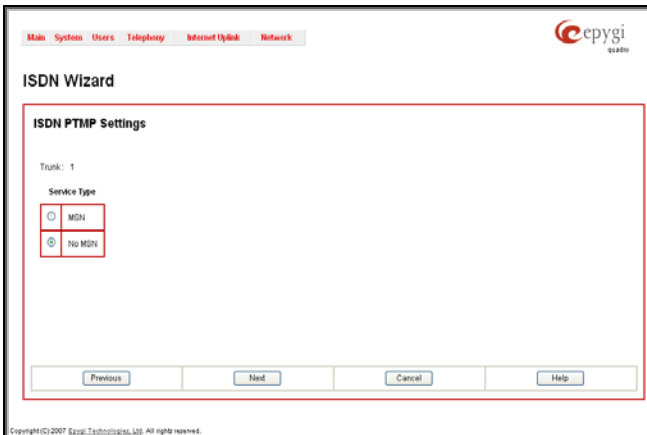 Main System Users Telephony Internet Uplink Network
epygi
quadro
ISDN Wizard
ISDN PTMP Settings
Trunk: 1
Service Type
MSN
No MSN
Previous Next Cancel Help
Copyright (C) 2007 Epygi Technologies, Ltd. All rights reserved.